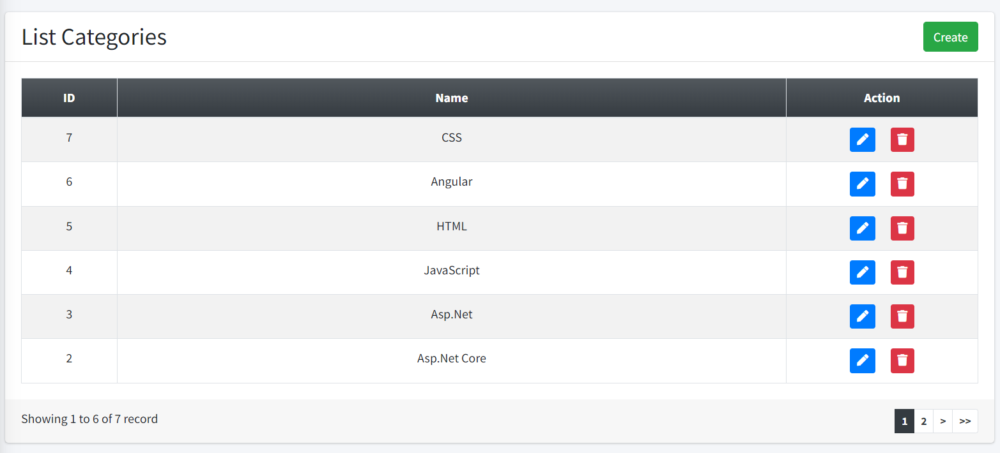 List Categories Create
ID Name Action
7 CSS
6 Angular
5 HTML
4 JavaScript
3 Asp.Net
2 Asp.Net Core
Showing 1 to 6 of 7 record 1 2 > >>